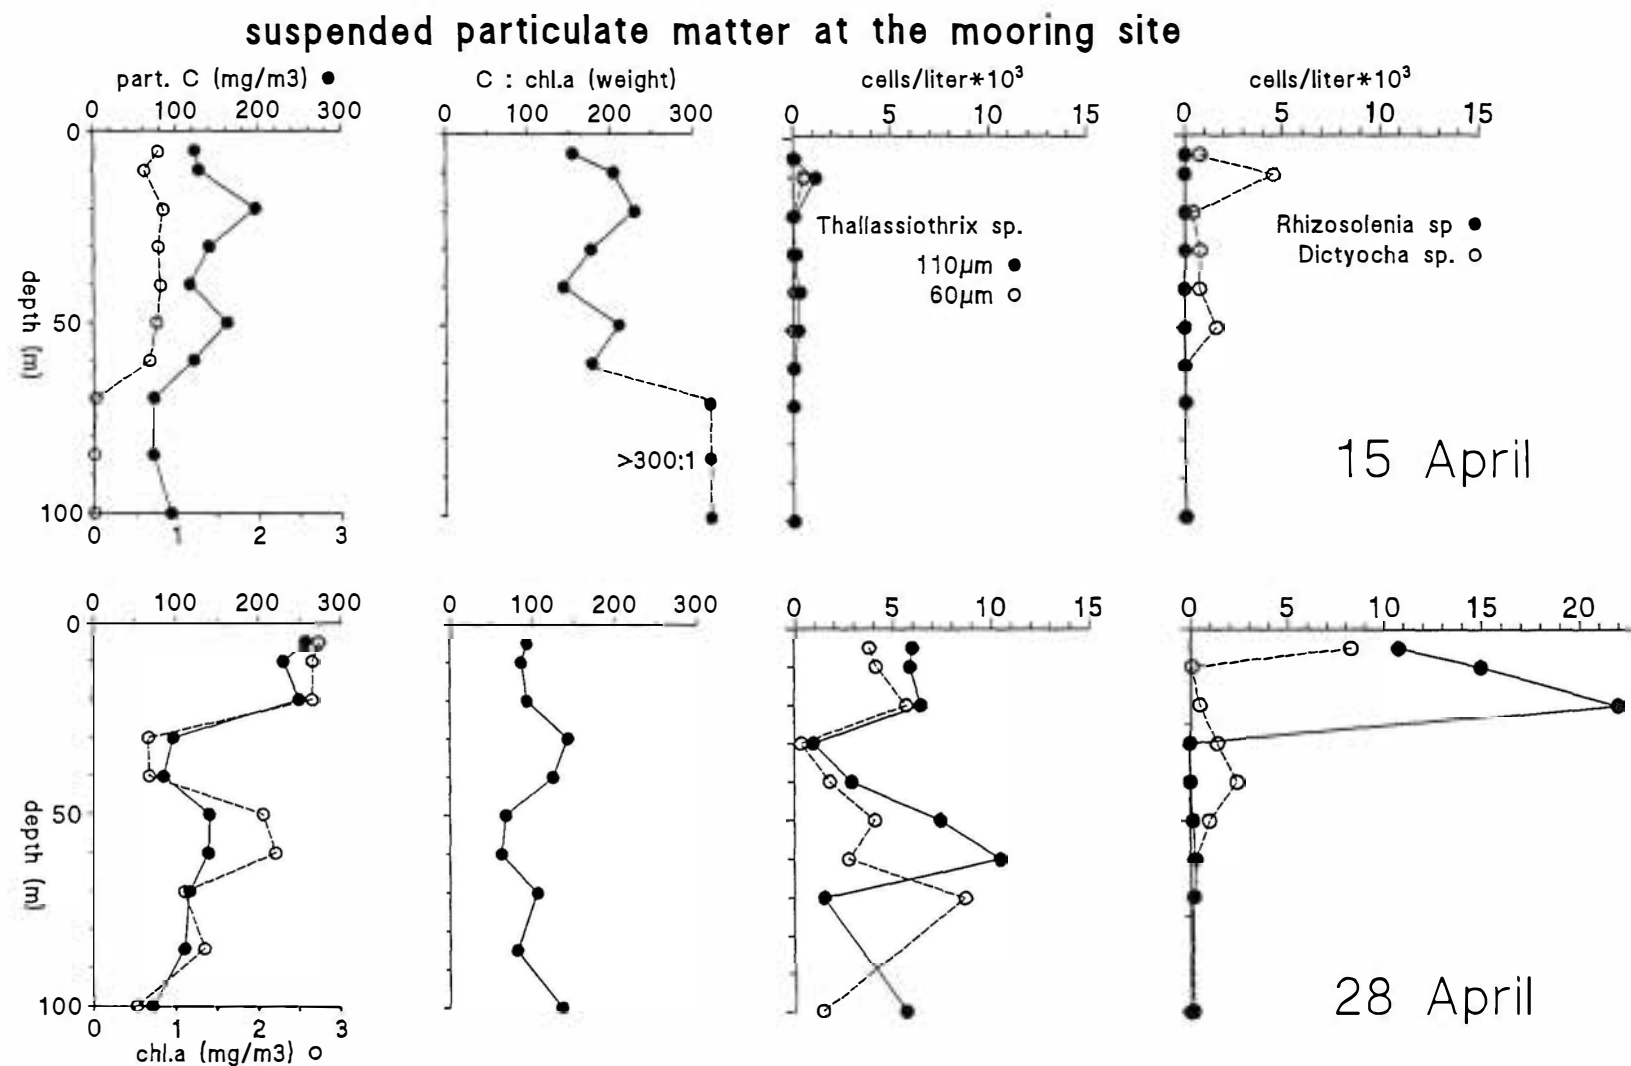 suspended particulate matter at the mooring site
part. C (mg/m3) ●
C : chl.a (weight)
cells/liter*10³
cells/liter*10³
0 100 200 300
0 100 200 300
0 5 10 15
0 5 10 15
0
Thallassiothrix sp.
110µm ●
60µm ○
Rhizosolenia sp ●
Dictyocha sp. ○
depth (m)
50
>300:1
15 April
100
0 1 2 3
0 100 200 300
0 100 200 300
0 5 10 15
0 5 10 15 20
0
depth (m)
50
28 April
100
0 1 2 3
chl.a (mg/m3) ○